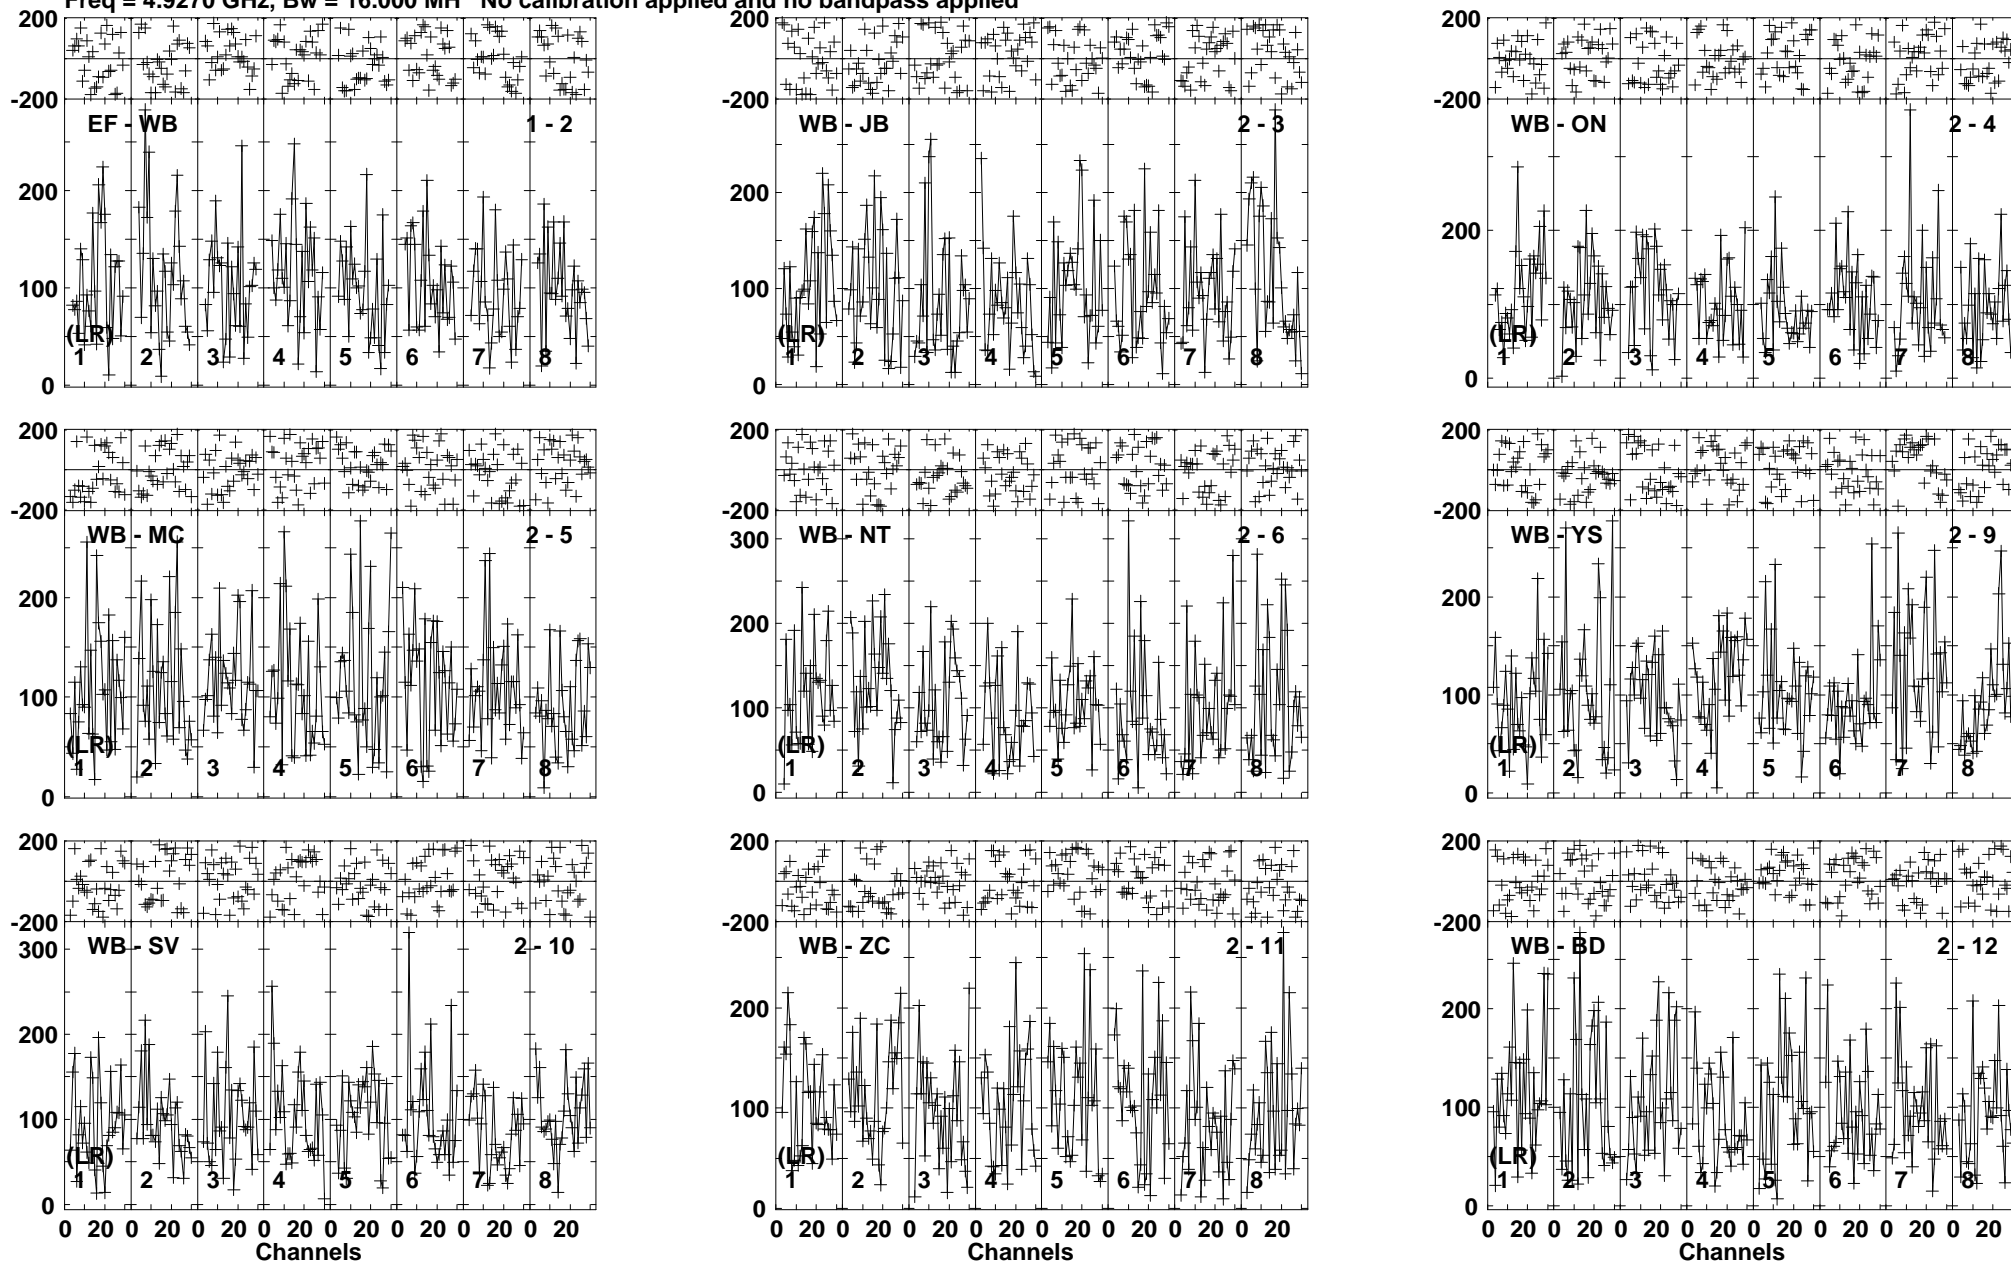 Freq = 4.9270 GHz, Bw = 16.000 MH No calibration applied and no bandpass applied
200 200 200
-200 -200 -200
EF - WB 1 - 2 WB - JB 2 - 3 WB - ON 2 - 4
200 200 200
100 100
(LR) (LR) (LR)
1 2 3 4 5 6 7 8 1 2 3 4 5 6 7 8 1 2 3 4 5 6 7 8
0 0 0
200 200 200
-200 -200 -200
WB - MC 2 - 5 WB - NT 2 - 6 WB - YS 2 - 9
300
200 200 200
100 100 100
(LR) (LR) (LR)
1 2 3 4 5 6 7 8 1 2 3 4 5 6 7 8 1 2 3 4 5 6 7 8
0 0 0
200 200 200
-200 -200 -200
WB - SV 2 - 10 WB - ZC 2 - 11 WB - BD 2 - 12
300
200 200 200
100 100 100
(LR) (LR) (LR)
1 2 3 4 5 6 7 8 1 2 3 4 5 6 7 8 1 2 3 4 5 6 7 8
0 0 0
0 20 0 20 0 20 0 20 0 20 0 20 0 20 0 20 0 20 0 20 0 20 0 20 0 20 0 20 0 20 0 20 0 20 0 20 0 20 0 20 0 20 0 20 0 20 0 20
Channels Channels Channels